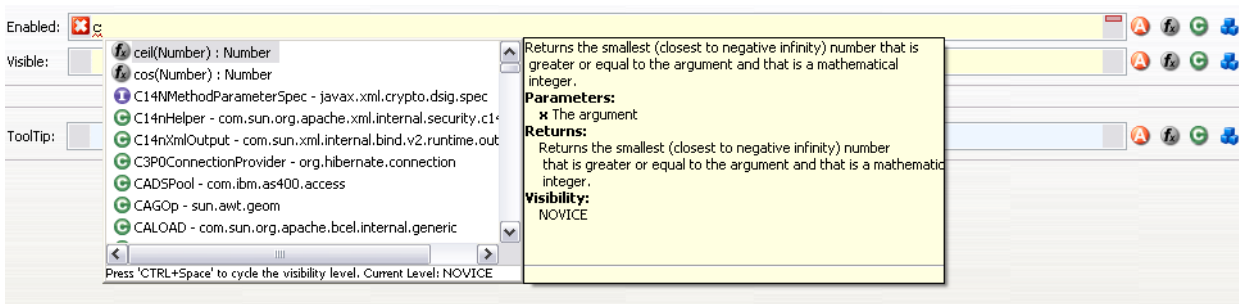 Enabled: c
ceil(Number) : Number
cos(Number) : Number
C14NMethodParameterSpec - javax.xml.crypto.dsig.spec
C14nHelper - com.sun.org.apache.xml.internal.security.c14
C14nXmlOutput - com.sun.xml.internal.bind.v2.runtime.out
C3P0ConnectionProvider - org.hibernate.connection
CADSPool - com.ibm.as400.access
CAGOp - sun.awt.geom
CALOAD - com.sun.org.apache.bcel.internal.generic
Press 'CTRL+Space' to cycle the visibility level. Current Level: NOVICE
Returns the smallest (closest to negative infinity) number that is
greater or equal to the argument and that is a mathematical
integer.
Parameters:
x The argument
Returns:
Returns the smallest (closest to negative infinity) number
that is greater or equal to the argument and that is a mathematic
integer.
Visibility:
NOVICE
Visible:
ToolTip: